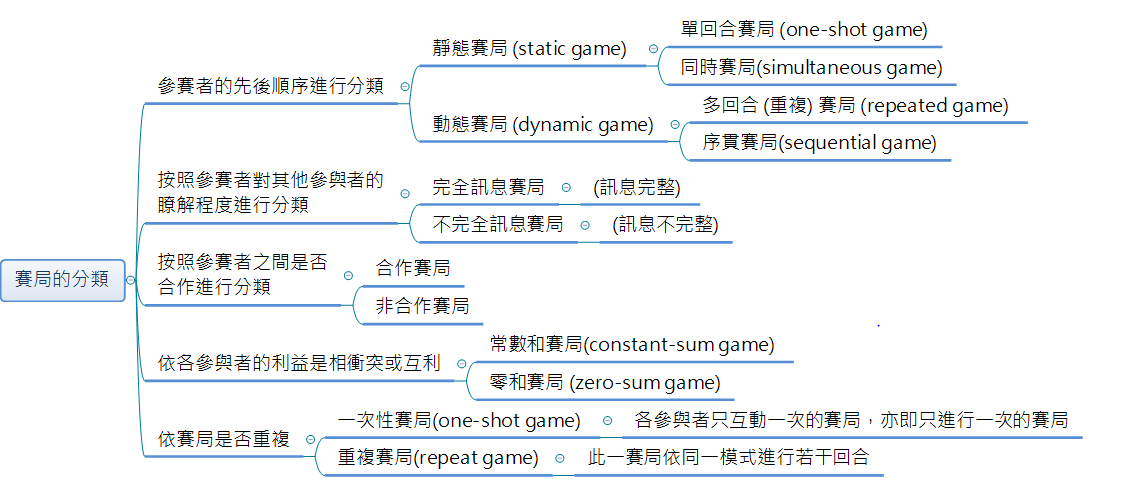 賽局的分類
參賽者的先後順序進行分類
靜態賽局 (static game)
單回合賽局 (one-shot game)
同時賽局(simultaneous game)
動態賽局 (dynamic game)
多回合 (重複) 賽局 (repeated game)
序貫賽局(sequential game)
按照參賽者對其他參與者的
瞭解程度進行分類
完全訊息賽局
(訊息完整)
不完全訊息賽局
(訊息不完整)
按照參賽者之間是否
合作進行分類
合作賽局
非合作賽局
依各參與者的利益是相衝突或互利
常數和賽局(constant-sum game)
零和賽局 (zero-sum game)
依賽局是否重複
一次性賽局(one-shot game)
各參與者只互動一次的賽局，亦即只進行一次的賽局
重複賽局(repeat game)
此一賽局依同一模式進行若干回合